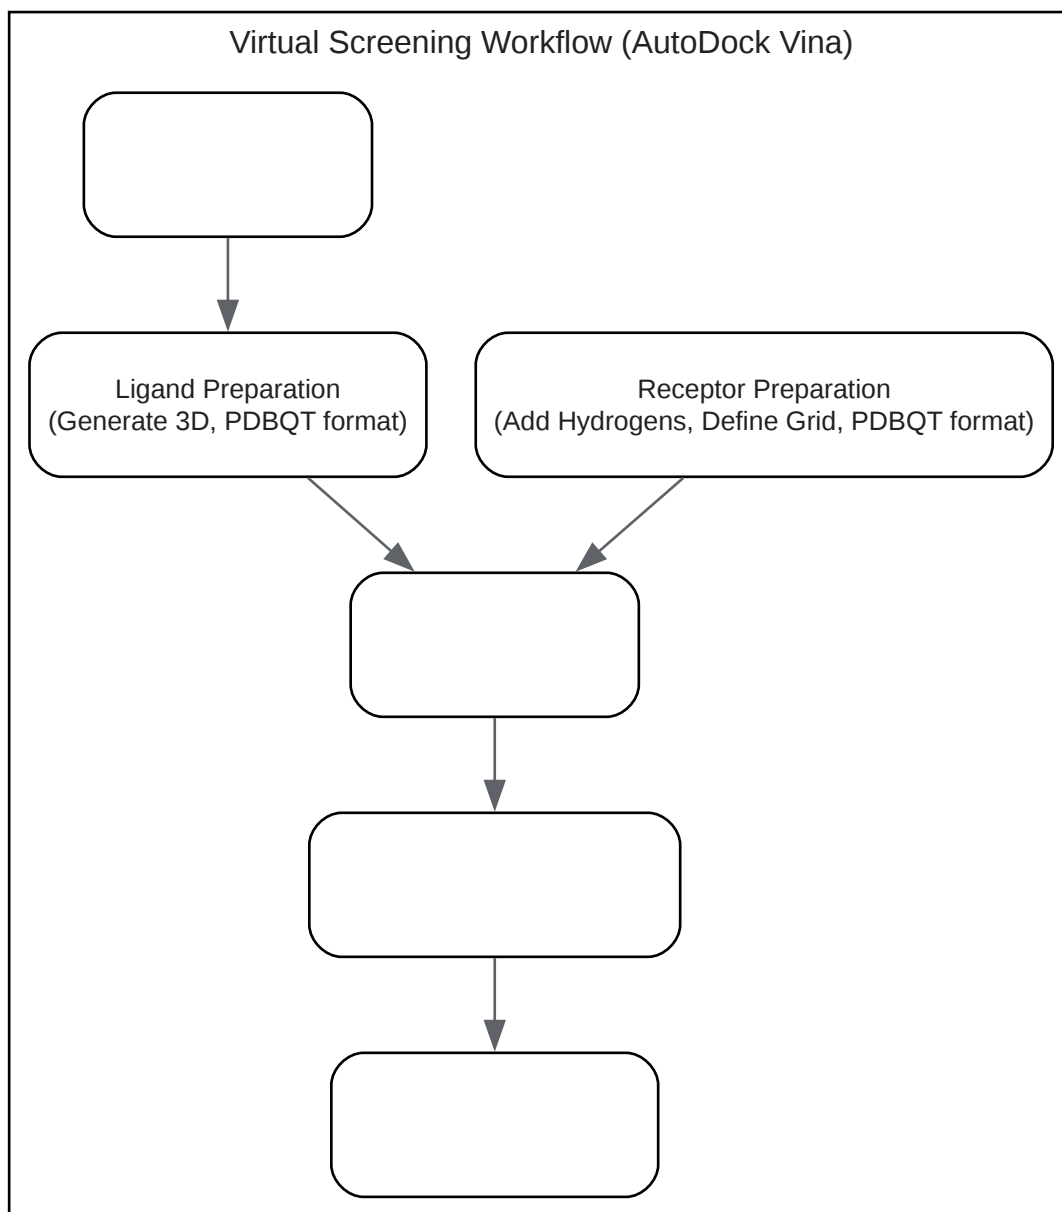 Virtual Screening Workflow (AutoDock Vina)
Ligand Preparation
(Generate 3D, PDBQT format)
Receptor Preparation
(Add Hydrogens, Define Grid, PDBQT format)